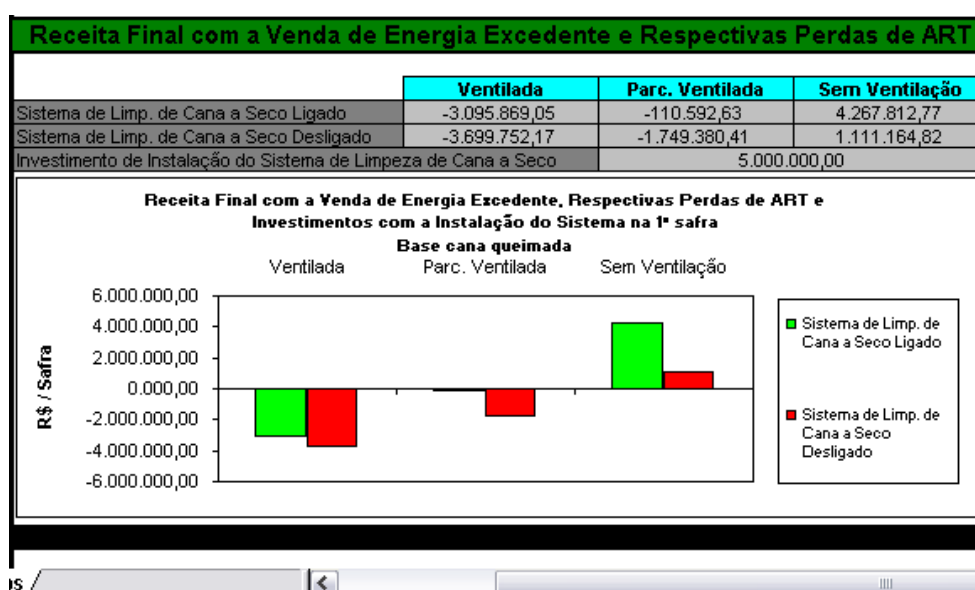 Receita Final com a Venda de Energia Excedente e Respectivas Perdas de ART
Ventilada Parc. Ventilada Sem Ventilação
Sistema de Limp. de Cana a Seco Ligado -3.095.869,05 -110.592,63 4.267.812,77
Sistema de Limp. de Cana a Seco Desligado -3.699.752,17 -1.749.380,41 1.111.164,82
Investimento de Instalação do Sistema de Limpeza de Cana a Seco 5.000.000,00
Receita Final com a Venda de Energia Excedente, Respectivas Perdas de ART e
Investimentos com a Instalação do Sistema na 1ª safra
Base cana queimada
Ventilada Parc. Ventilada Sem Ventilação
6.000.000,00
4.000.000,00
2.000.000,00
0.000,00
-2.000.000,00
-4.000.000,00
-6.000.000,00
R$ / Safra
Sistema de Limp. de
Cana a Seco Ligado
Sistema de Limp. de
Cana a Seco
Desligado